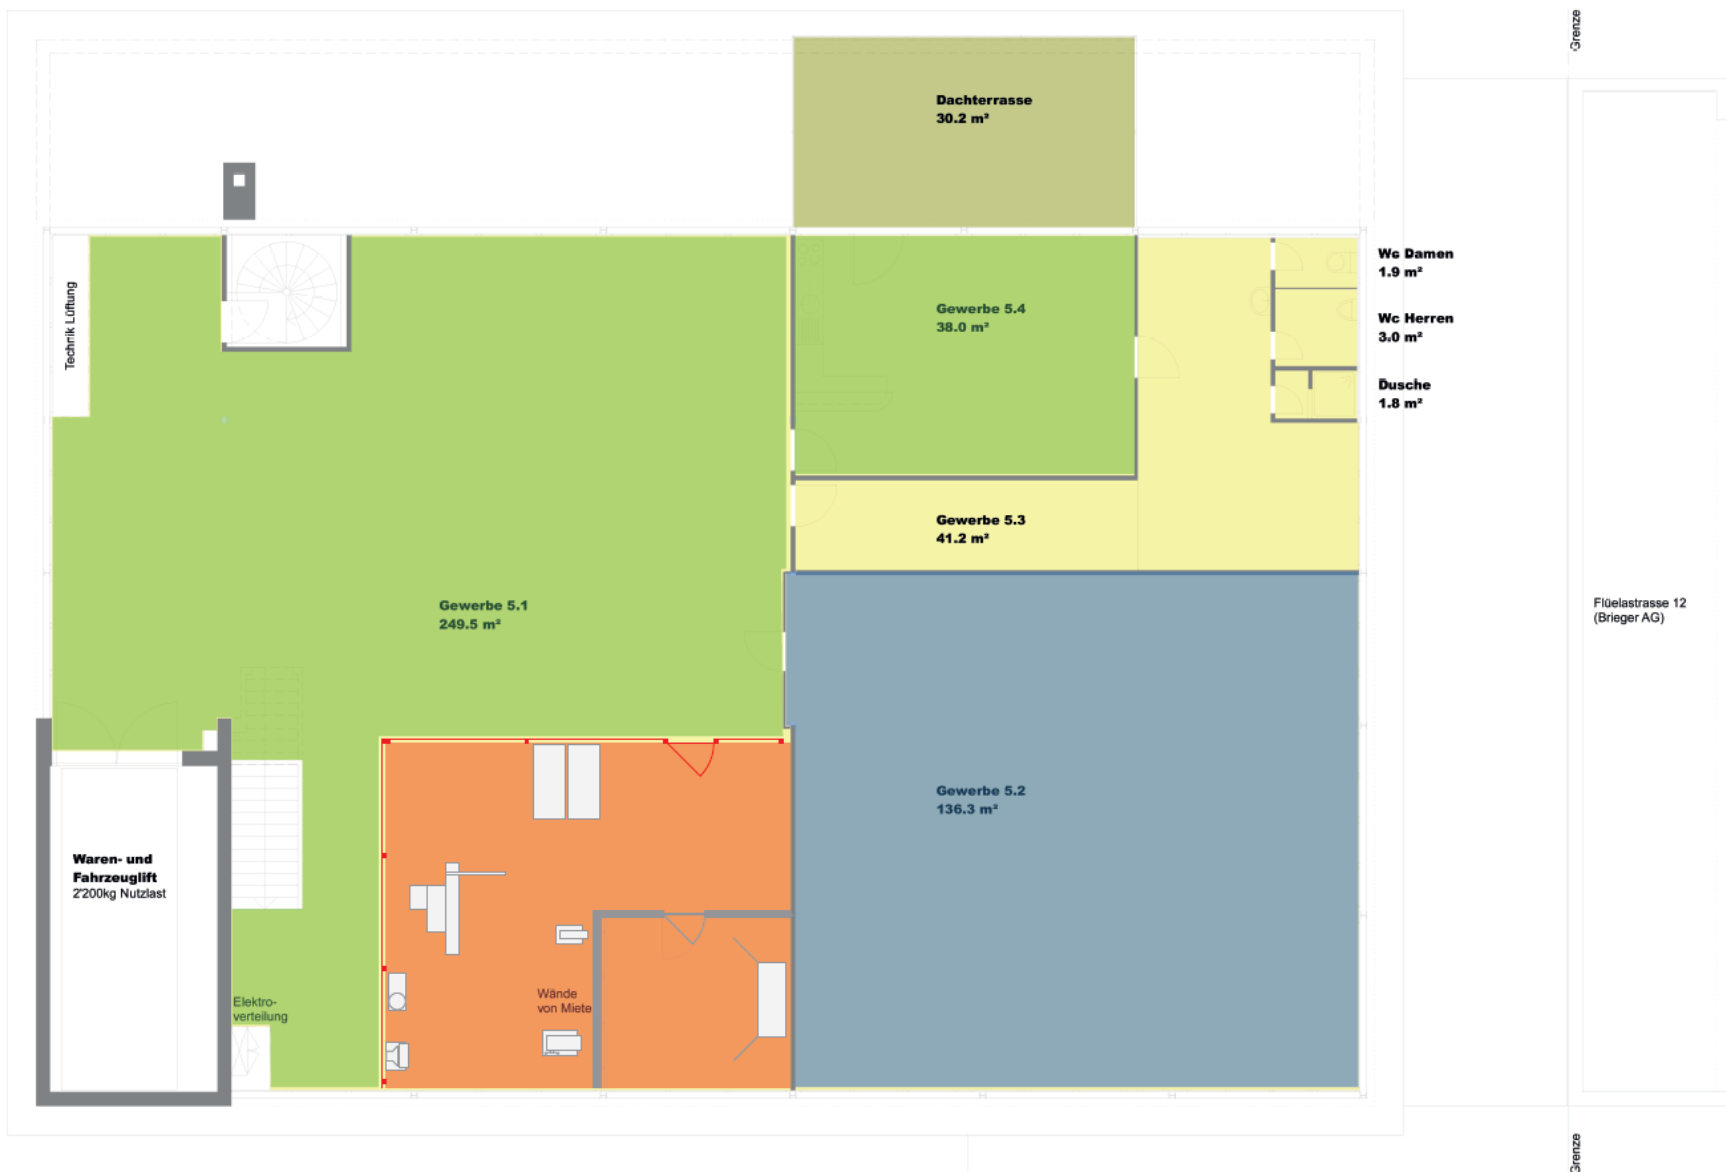 Grenze
Dachterrasse
30.2 m²
Wc Damen
1.9 m²
Technik Lüftung
Gewerbe 5.4
38.0 m²
Wc Herren
3.0 m²
Dusche
1.8 m²
Gewerbe 5.3
41.2 m²
Gewerbe 5.1
249.5 m²
Flüelastrasse 12
(Brieger AG)
Gewerbe 5.2
136.3 m²
Waren- und
Fahrzeuglift
2'200kg Nutzlast
Elektro-
verteilung
Wände
von Miete
Grenze